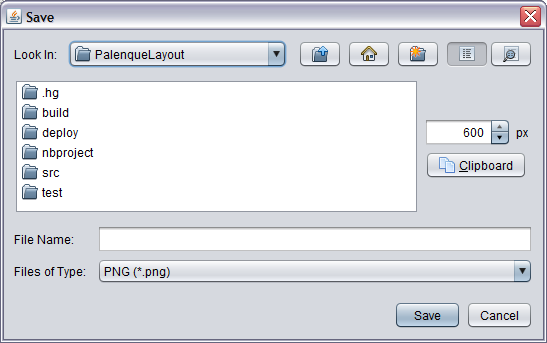 Save
Look In: PalenqueLayout
.hg
build
deploy
nbproject
src
test
600 px
Clipboard
File Name:
Files of Type: PNG (*.png)
Save Cancel